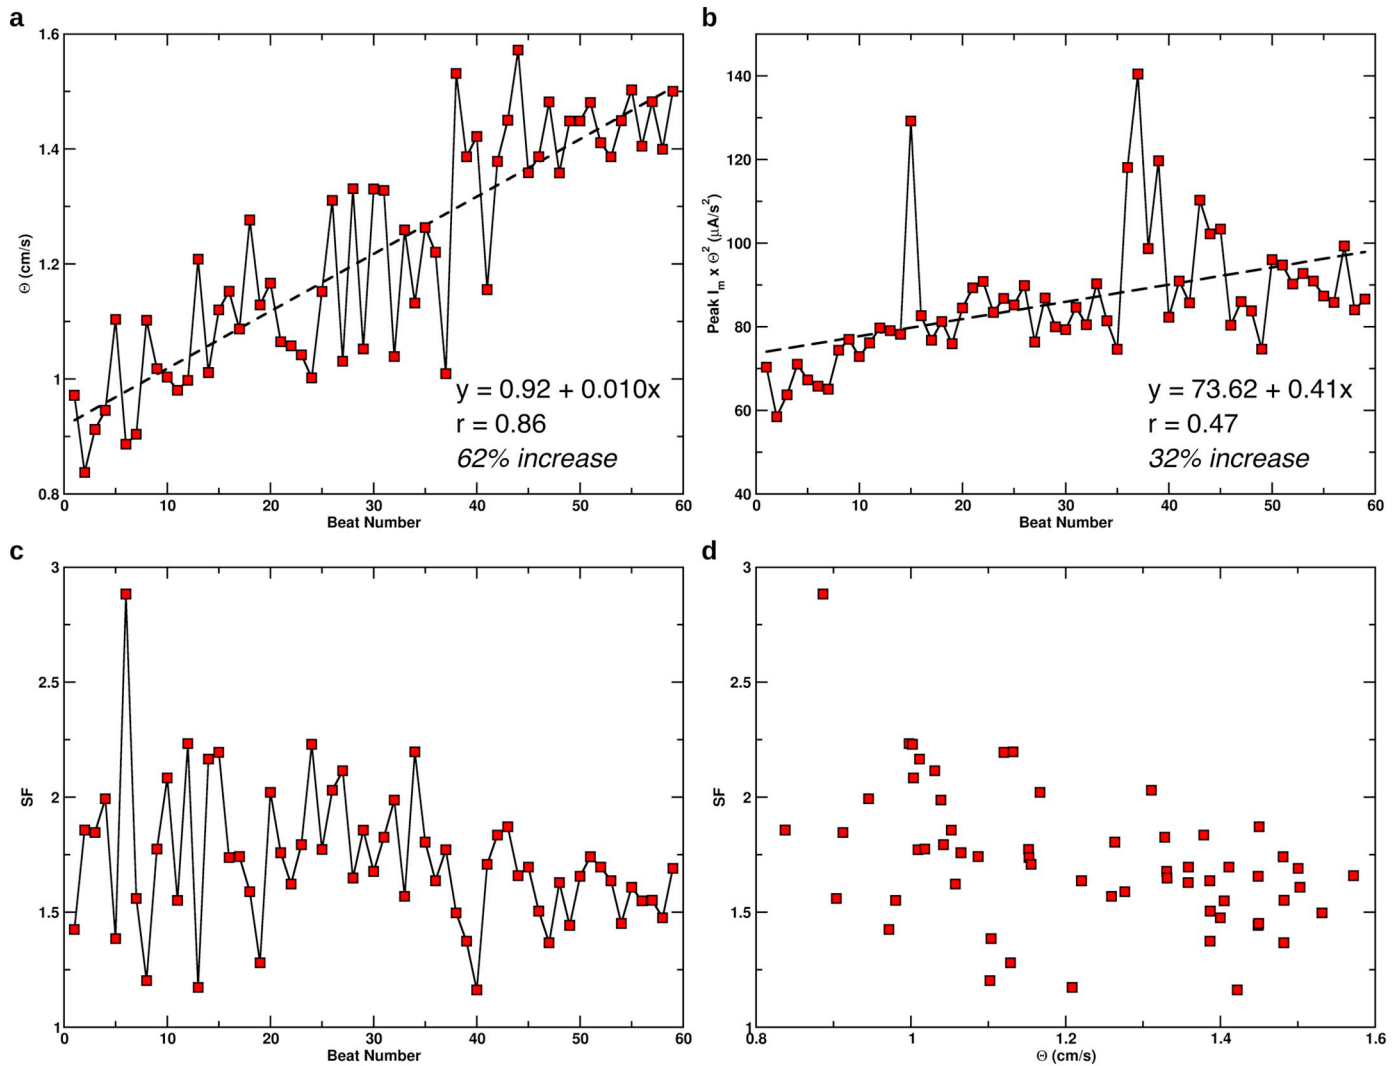 a
1.6
1.4
1.2
1
0.8
Θ (cm/s)
0 10 20 30 40 50 60
Beat Number
y = 0.92 + 0.010x
r = 0.86
62% increase
b
140
120
100
80
60
40
Peak Iₘ x Θ² (µA/s²)
0 10 20 30 40 50 60
Beat Number
y = 73.62 + 0.41x
r = 0.47
32% increase
c
3
2.5
2
1.5
1
SF
0 10 20 30 40 50 60
Beat Number
d
3
2.5
2
1.5
1
SF
0.8 1 1.2 1.4 1.6
Θ (cm/s)